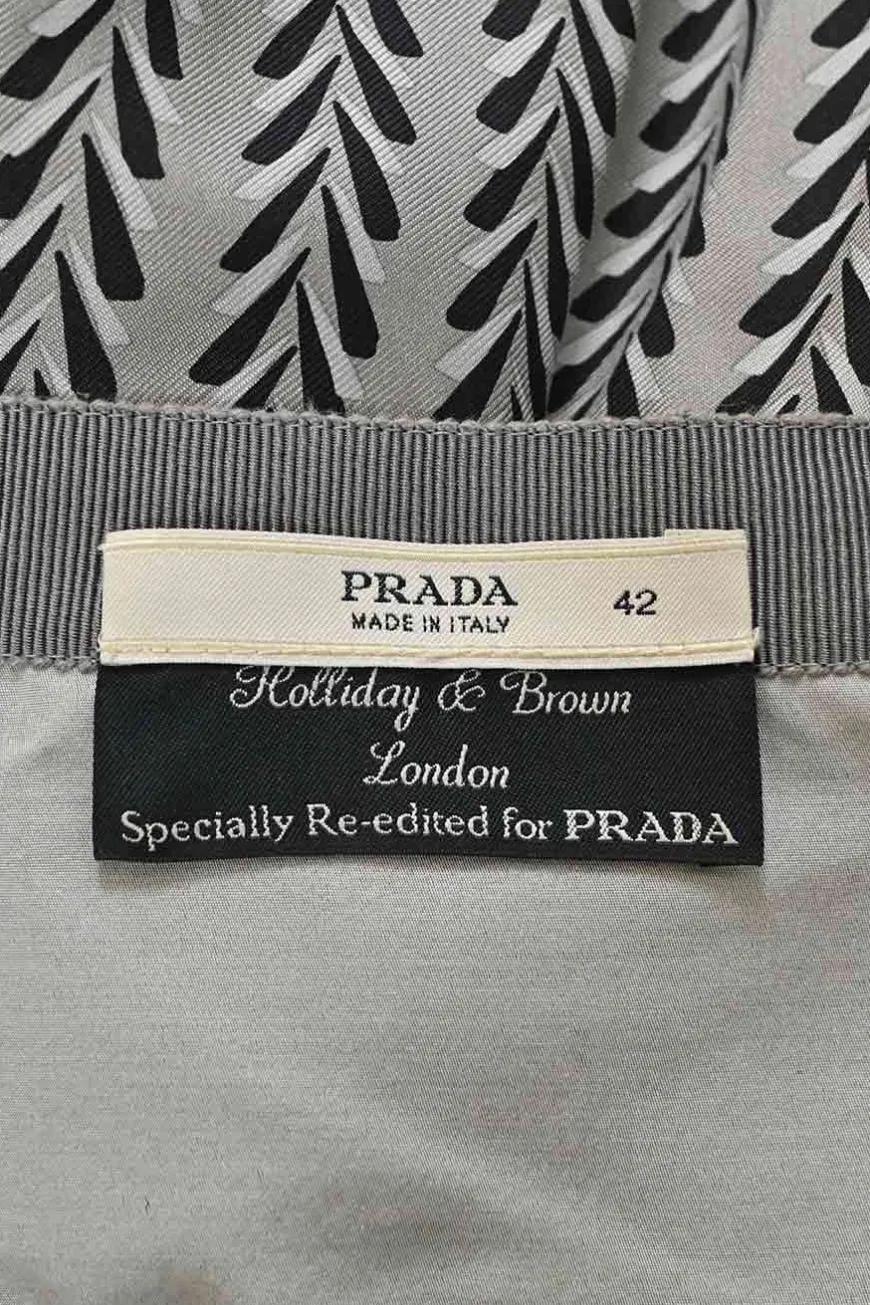 PRADA 42
MADE IN ITALY
Holliday & Brown
London
Specially Re-edited for PRADA